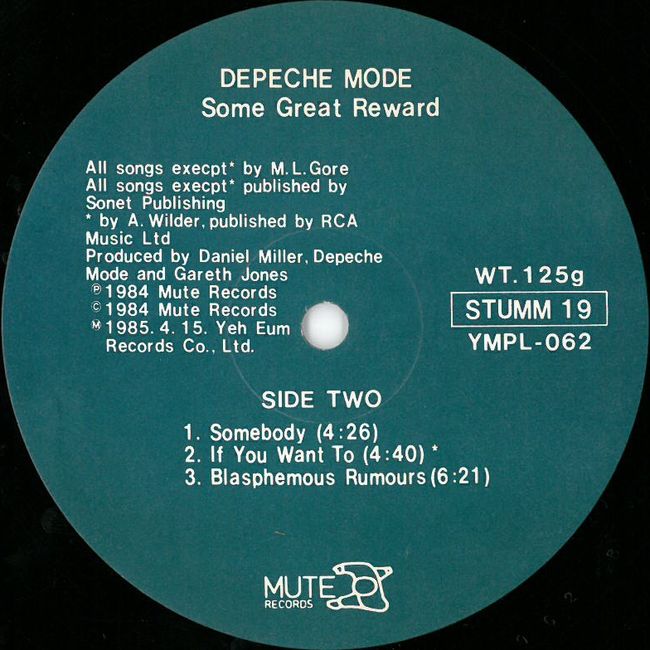 DEPECHE MODE
Some Great Reward
All songs execpt* by M.L.Gore
All songs execpt* published by
Sonet Publishing
* by A. Wilder, published by RCA
Music Ltd
Produced by Daniel Miller, Depeche
Mode and Gareth Jones
℗ 1984 Mute Records
© 1984 Mute Records
Ⓜ 1985. 4. 15. Yeh Eum
Records Co., Ltd.
WT. 125g
STUMM 19
YMPL-062
SIDE TWO
1. Somebody (4:26)
2. If You Want To (4:40) *
3. Blasphemous Rumours (6:21)
MUTE
RECORDS